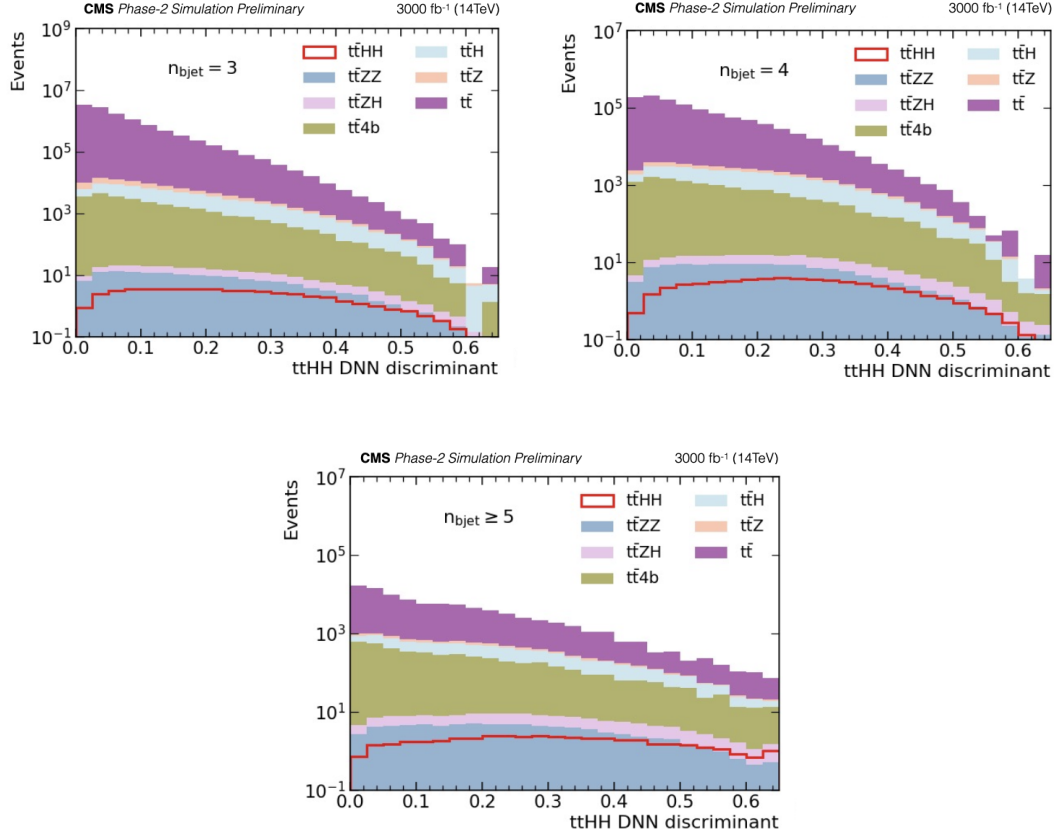 CMS Phase-2 Simulation Preliminary 3000 fb⁻¹ (14TeV)
Events
10⁹
10⁷
10⁵
10³
10¹
10⁻¹
n_bjet = 3
tt̄HH tt̄H
tt̄ZZ tt̄Z
tt̄ZH tt̄
tt̄4b
0.0 0.1 0.2 0.3 0.4 0.5 0.6
ttHH DNN discriminant
CMS Phase-2 Simulation Preliminary 3000 fb⁻¹ (14TeV)
Events
10⁷
10⁵
10³
10¹
10⁻¹
n_bjet = 4
tt̄HH tt̄H
tt̄ZZ tt̄Z
tt̄ZH tt̄
tt̄4b
0.0 0.1 0.2 0.3 0.4 0.5 0.6
ttHH DNN discriminant
CMS Phase-2 Simulation Preliminary 3000 fb⁻¹ (14TeV)
Events
10⁷
10⁵
10³
10¹
10⁻¹
n_bjet ≥ 5
tt̄HH tt̄H
tt̄ZZ tt̄Z
tt̄ZH tt̄
tt̄4b
0.0 0.1 0.2 0.3 0.4 0.5 0.6
ttHH DNN discriminant